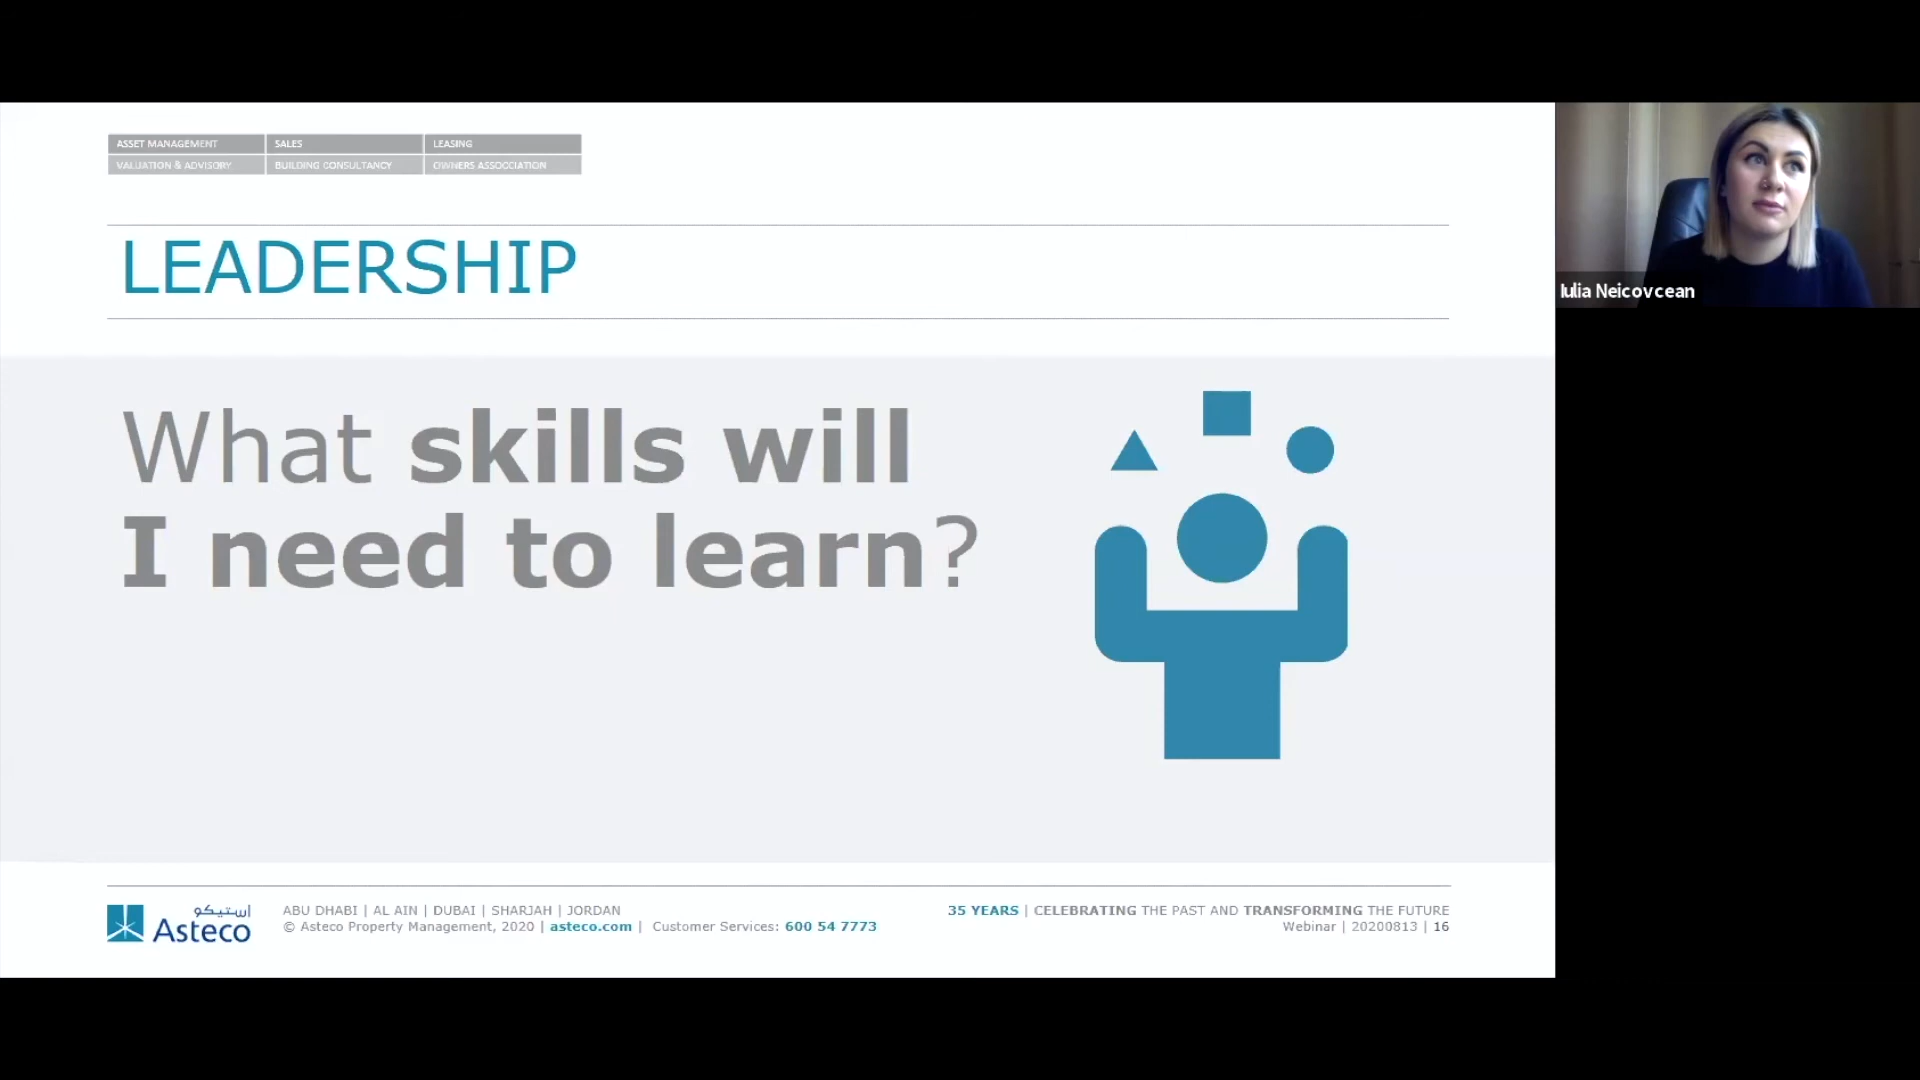 ASSET MANAGEMENT SALES LEASING
VALUATION & ADVISORY BUILDING CONSULTANCY OWNERS ASSOCCIATION
LEADERSHIP
What skills will
I need to learn?
Iulia Neicovcean
استيكو
Asteco
ABU DHABI | AL AIN | DUBAI | SHARJAH | JORDAN
© Asteco Property Management, 2020 | asteco.com | Customer Services: 600 54 7773
35 YEARS | CELEBRATING THE PAST AND TRANSFORMING THE FUTURE
Webinar | 20200813 | 16